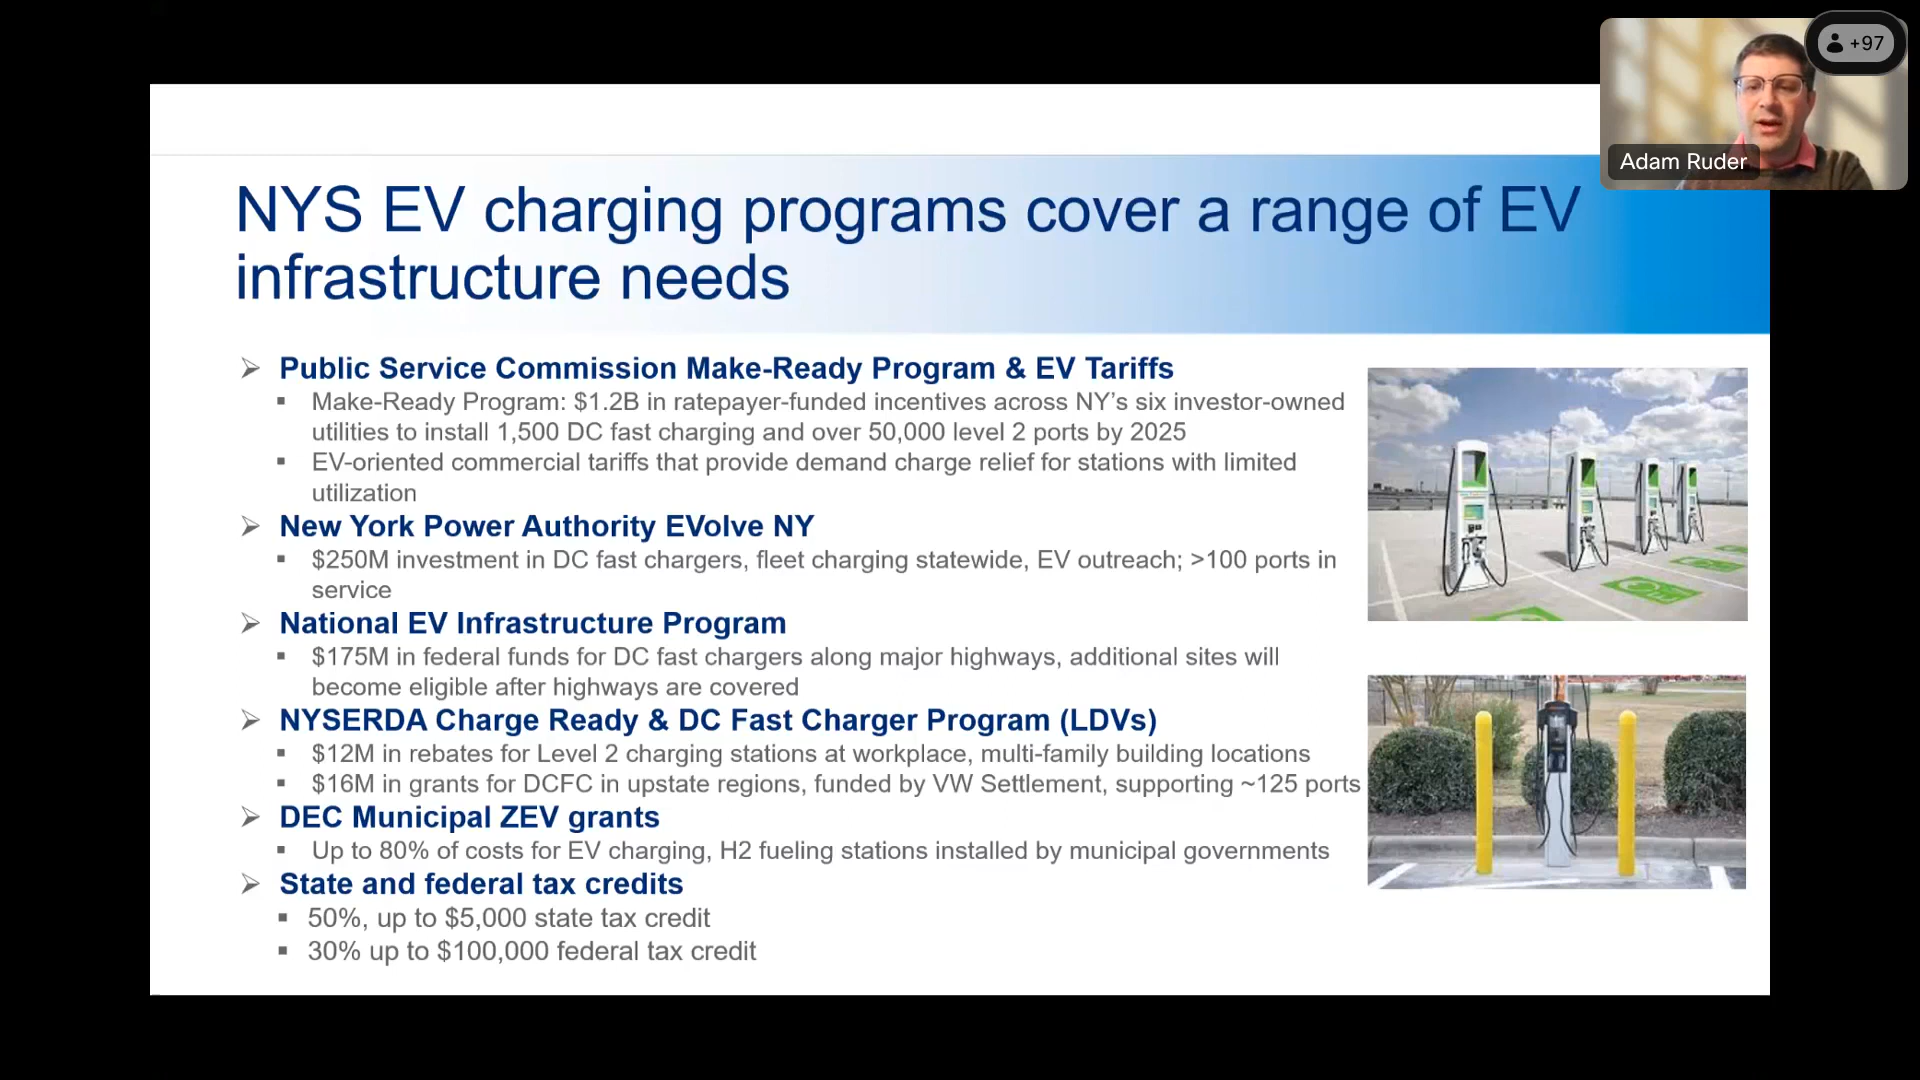 +97
Adam Ruder
NYS EV charging programs cover a range of EV
infrastructure needs
➢ Public Service Commission Make-Ready Program & EV Tariffs
▪ Make-Ready Program: $1.2B in ratepayer-funded incentives across NY’s six investor-owned
utilities to install 1,500 DC fast charging and over 50,000 level 2 ports by 2025
▪ EV-oriented commercial tariffs that provide demand charge relief for stations with limited
utilization
➢ New York Power Authority EVolve NY
▪ $250M investment in DC fast chargers, fleet charging statewide, EV outreach; >100 ports in
service
➢ National EV Infrastructure Program
▪ $175M in federal funds for DC fast chargers along major highways, additional sites will
become eligible after highways are covered
➢ NYSERDA Charge Ready & DC Fast Charger Program (LDVs)
▪ $12M in rebates for Level 2 charging stations at workplace, multi-family building locations
▪ $16M in grants for DCFC in upstate regions, funded by VW Settlement, supporting ~125 ports
➢ DEC Municipal ZEV grants
▪ Up to 80% of costs for EV charging, H2 fueling stations installed by municipal governments
➢ State and federal tax credits
▪ 50%, up to $5,000 state tax credit
▪ 30% up to $100,000 federal tax credit